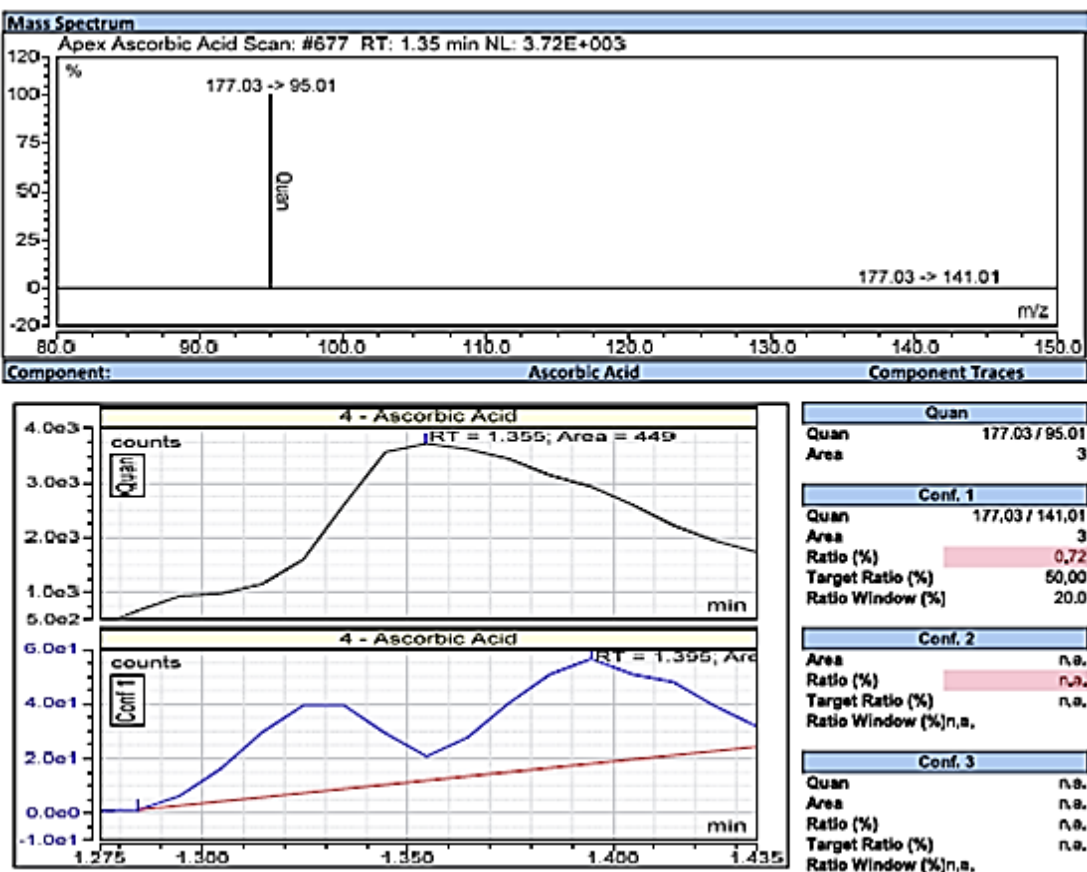 Mass Spectrum
Apex Ascorbic Acid Scan: #677 RT: 1.35 min NL: 3.72E+003
120
%
177.03 -> 95.01
100
75
50
Quan
25
177.03 -> 141.01
0
m/z
-20
80.0 90.0 100.0 110.0 120.0 130.0 140.0 150.0
Component: Ascorbic Acid Component Traces
4 - Ascorbic Acid
4.0e3
counts
RT = 1.355; Area = 449
Quan
3.0e3
2.0e3
1.0e3
min
5.0e2
4 - Ascorbic Acid
6.0e1
counts
RT = 1.395; Are
Conf 1
4.0e1
2.0e1
0.0e0
min
-1.0e1
1.275 1.300 1.350 1.400 1.435
Quan
Quan 177.03 / 95.01
Area 3
Conf. 1
Quan 177,03 / 141,01
Area 3
Ratio (%) 0,72
Target Ratio (%) 50,00
Ratio Window (%) 20.0
Conf. 2
Area n.a.
Ratio (%) n.a.
Target Ratio (%) n.a.
Ratio Window (%)n,a,
Conf. 3
Quan n.a.
Area n.a.
Ratio (%) n.a.
Target Ratio (%) n.a.
Ratio Window (%)n,a,